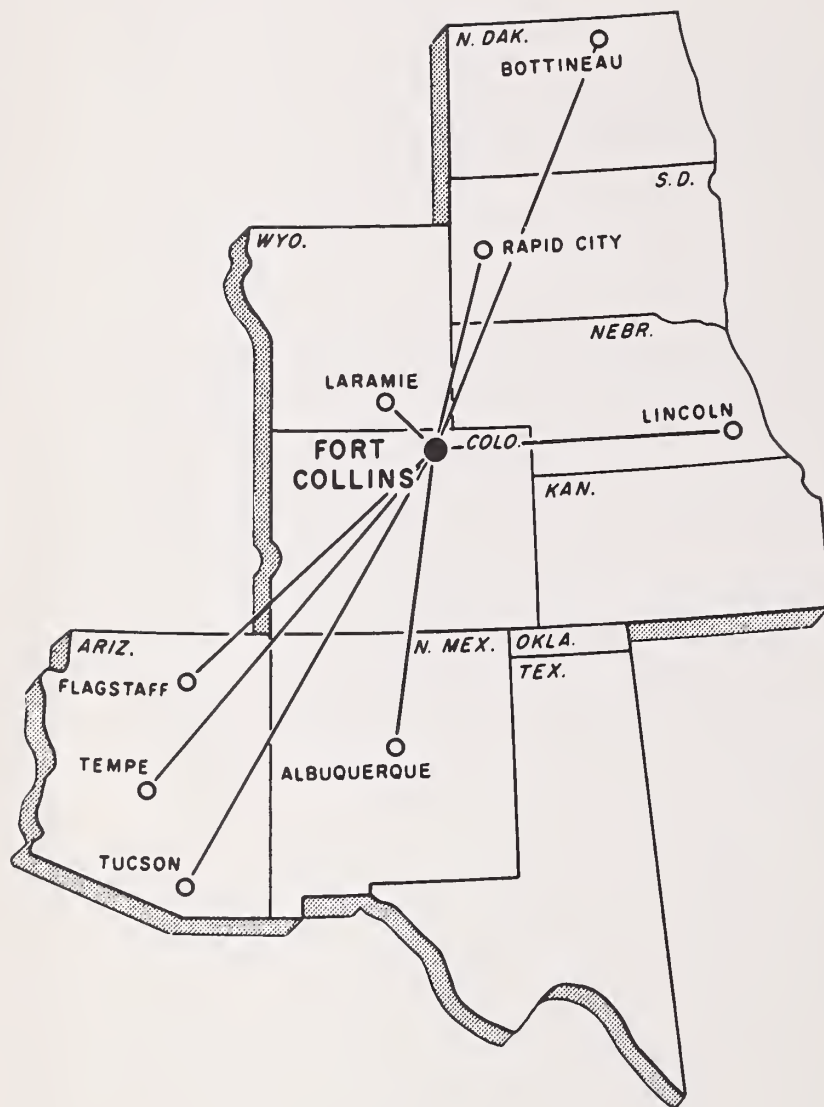 N. DAK.
BOTTINEAU
S.D.
WYO.
RAPID CITY
NEBR.
LARAMIE
LINCOLN
FORT
COLLINS
COLO.
KAN.
ARIZ.
N. MEX.
OKLA.
TEX.
FLAGSTAFF
TEMPE
ALBUQUERQUE
TUCSON